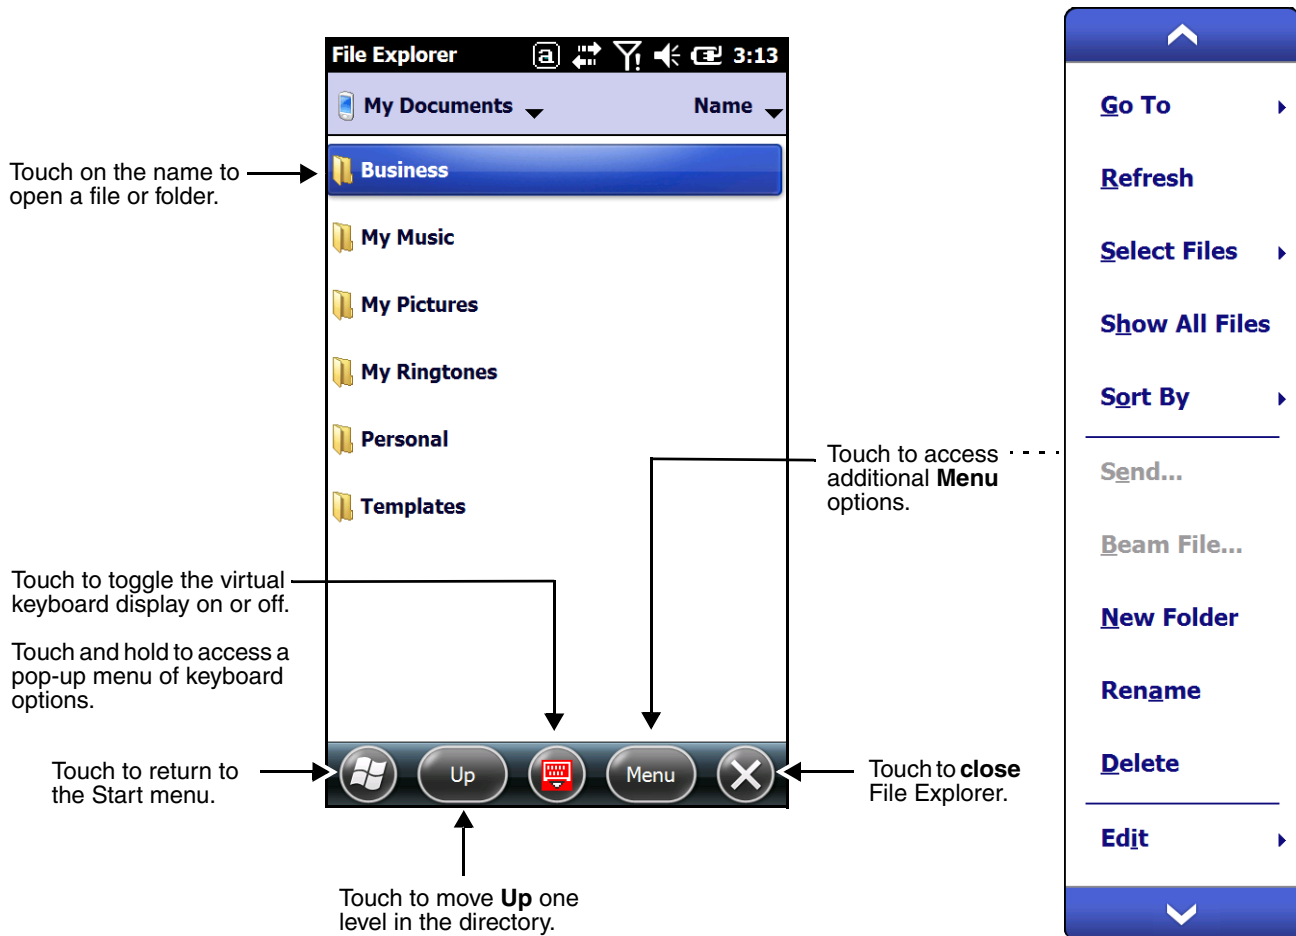 File Explorer a 3:13
My Documents Name
Touch on the name to
open a file or folder.
Business
My Music
My Pictures
My Ringtones
Personal
Templates
Touch to access
additional Menu
options.
Touch to toggle the virtual
keyboard display on or off.
Touch and hold to access a
pop-up menu of keyboard
options.
Touch to return to
the Start menu.
Up
Menu
Touch to close
File Explorer.
Touch to move Up one
level in the directory.
Go To
Refresh
Select Files
Show All Files
Sort By
Send...
Beam File...
New Folder
Rename
Delete
Edit